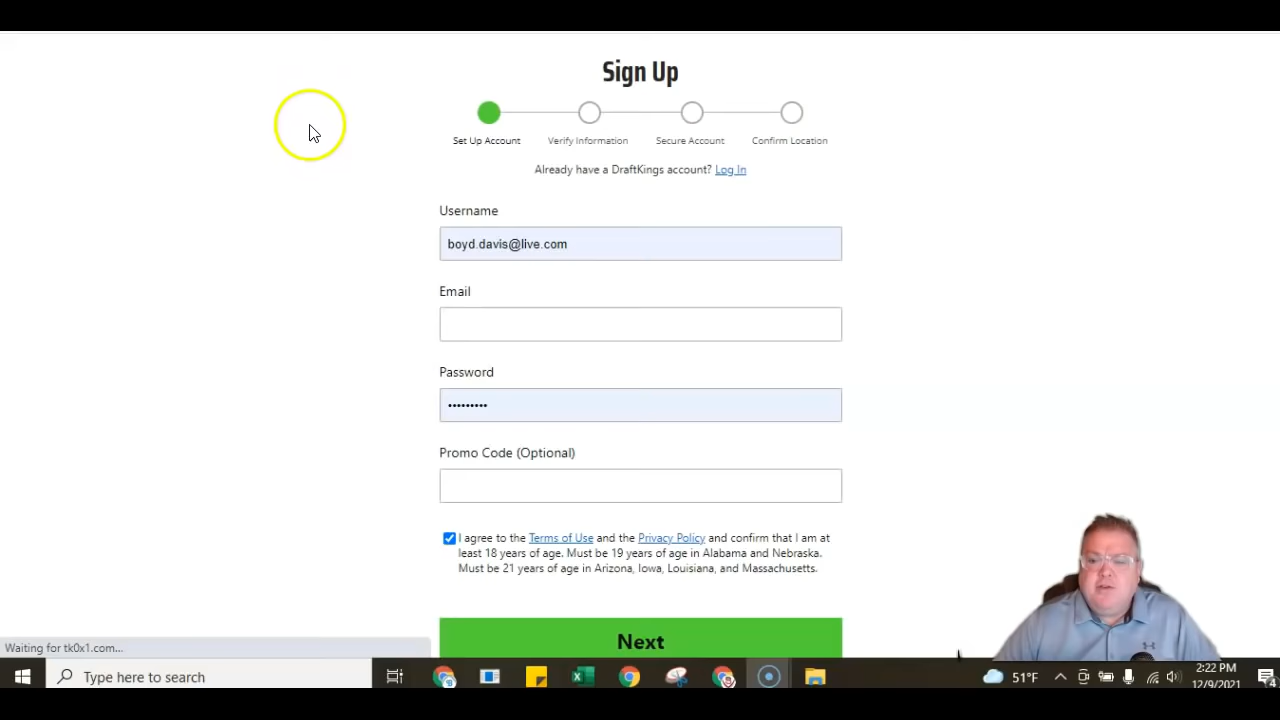 Sign Up
Set Up Account Verify Information Secure Account Confirm Location
Already have a DraftKings account? Log In
Username
boyd.davis@live.com
Email
Password
•••••••••
Promo Code (Optional)
I agree to the Terms of Use and the Privacy Policy and confirm that I am at
least 18 years of age. Must be 19 years of age in Alabama and Nebraska.
Must be 21 years of age in Arizona, Iowa, Louisiana, and Massachusetts.
Next
Waiting for tk0x1.com...
Type here to search
51°F
2:22 PM
12/9/2021
4